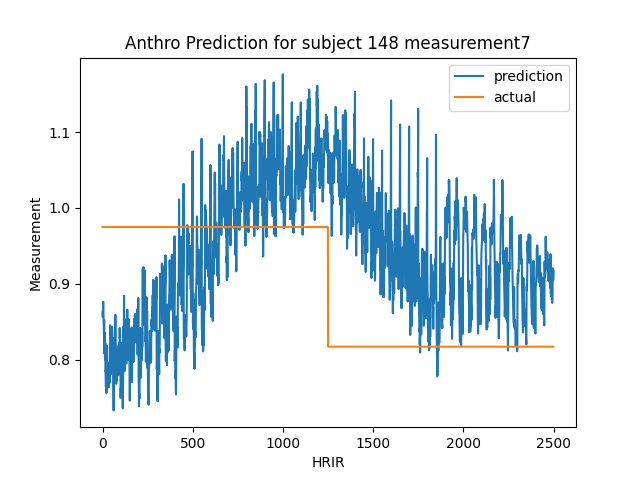 Anthro Prediction for subject 148 measurement7
prediction
actual
Measurement
1.1
1.0
0.9
0.8
0 500 1000 1500 2000 2500
HRIR